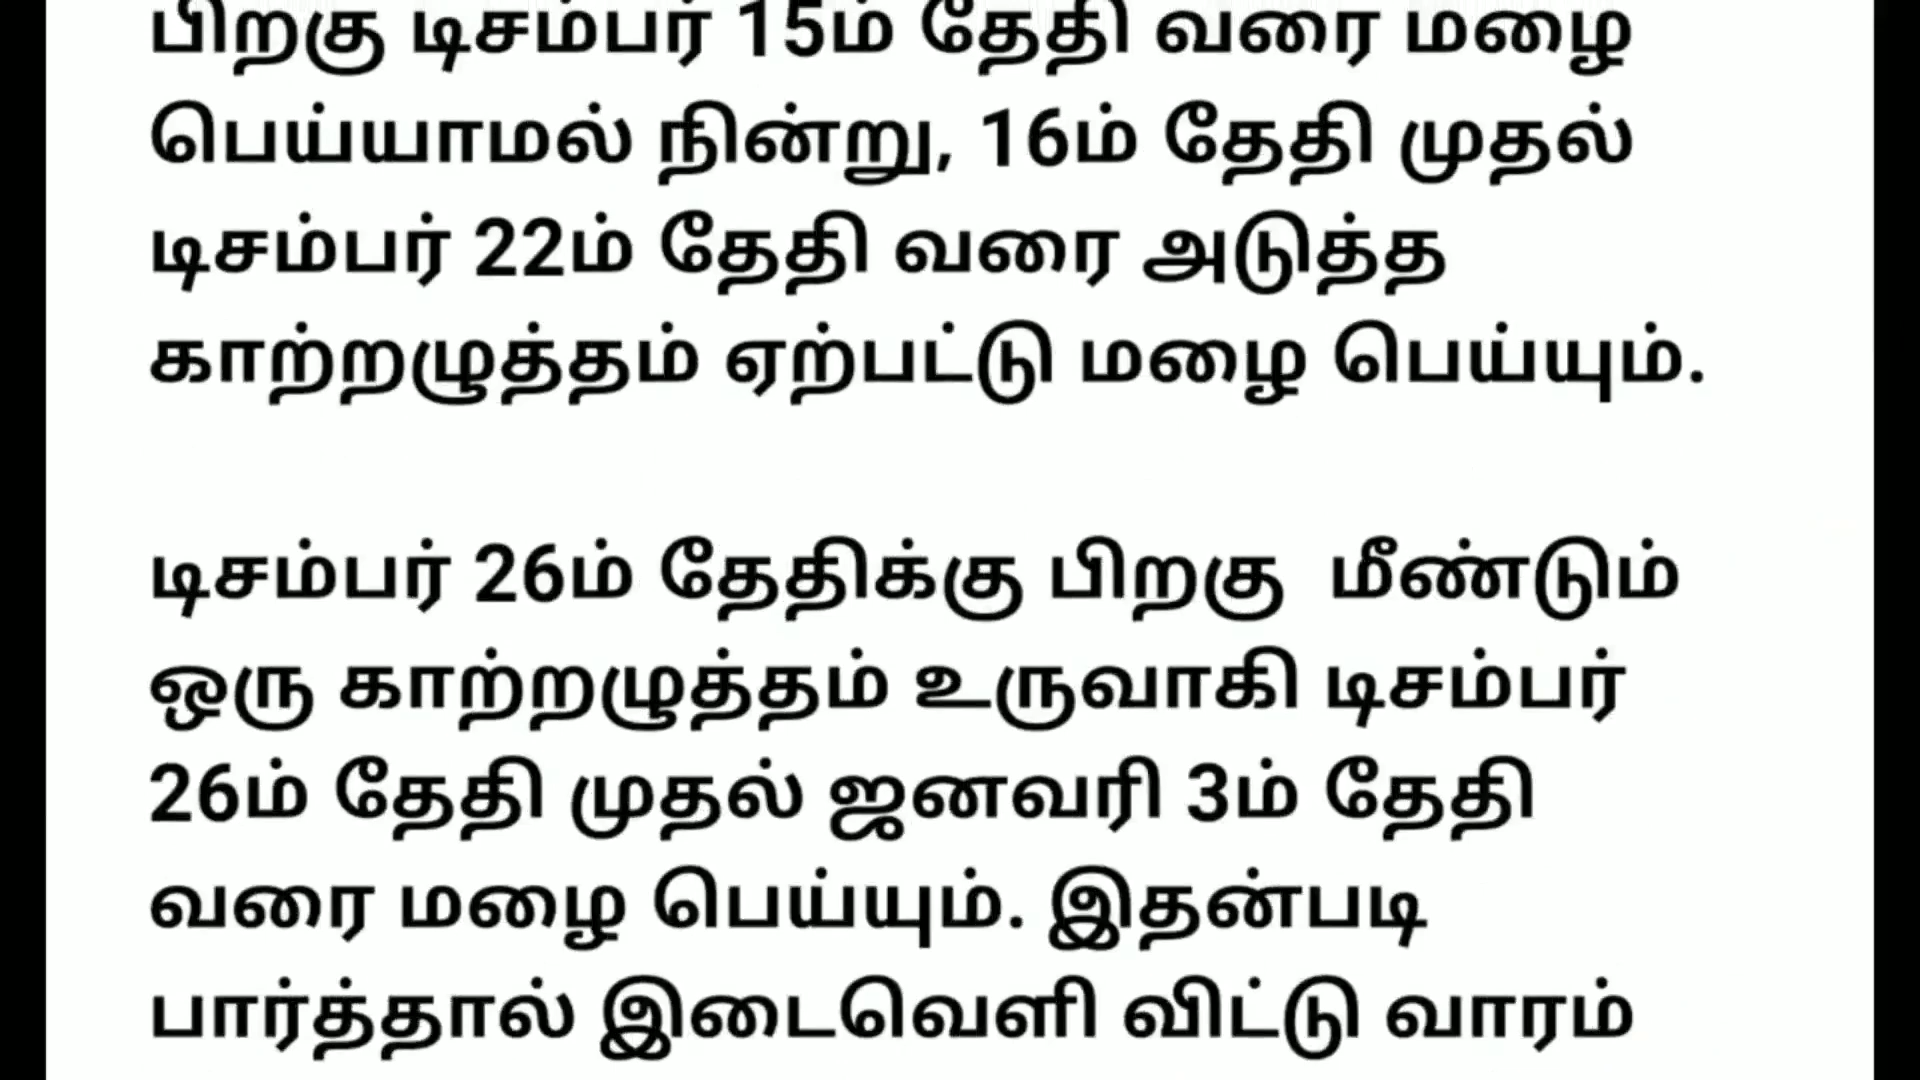 பிறகு டிசம்பர் 15ம் தேதி வரை மழை
பெய்யாமல் நின்று, 16ம் தேதி முதல்
டிசம்பர் 22ம் தேதி வரை அடுத்த
காற்றழுத்தம் ஏற்பட்டு மழை பெய்யும்.
டிசம்பர் 26ம் தேதிக்கு பிறகு மீண்டும்
ஒரு காற்றழுத்தம் உருவாகி டிசம்பர்
26ம் தேதி முதல் ஜனவரி 3ம் தேதி
வரை மழை பெய்யும். இதன்படி
பார்த்தால் இடைவெளி விட்டு வாரம்